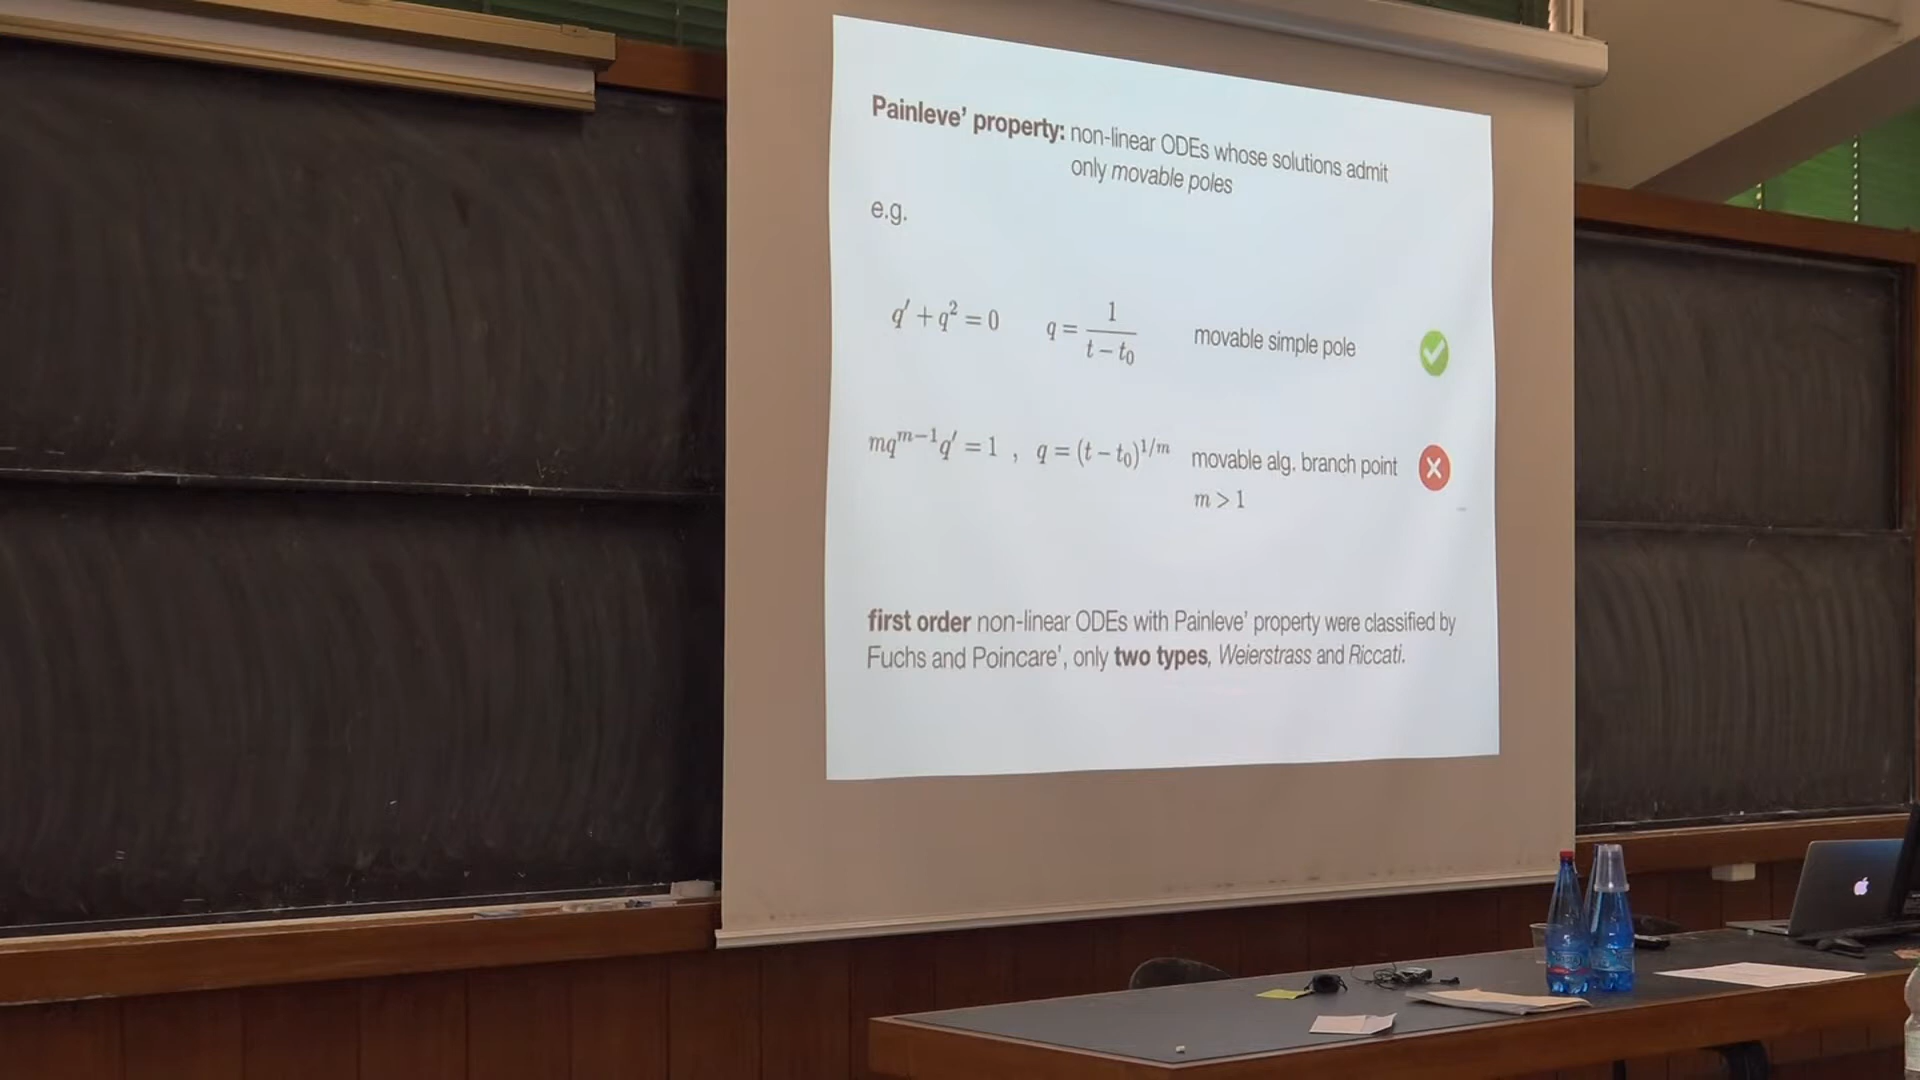 Painleve' property: non-linear ODEs whose solutions admit
only movable poles
e.g.
q′ + q² = 0 q = 1/(t − t₀) movable simple pole
mq^{m−1}q′ = 1 , q = (t − t₀)^{1/m} movable alg. branch point
m > 1
first order non-linear ODEs with Painleve' property were classified by
Fuchs and Poincare', only two types, Weierstrass and Riccati.